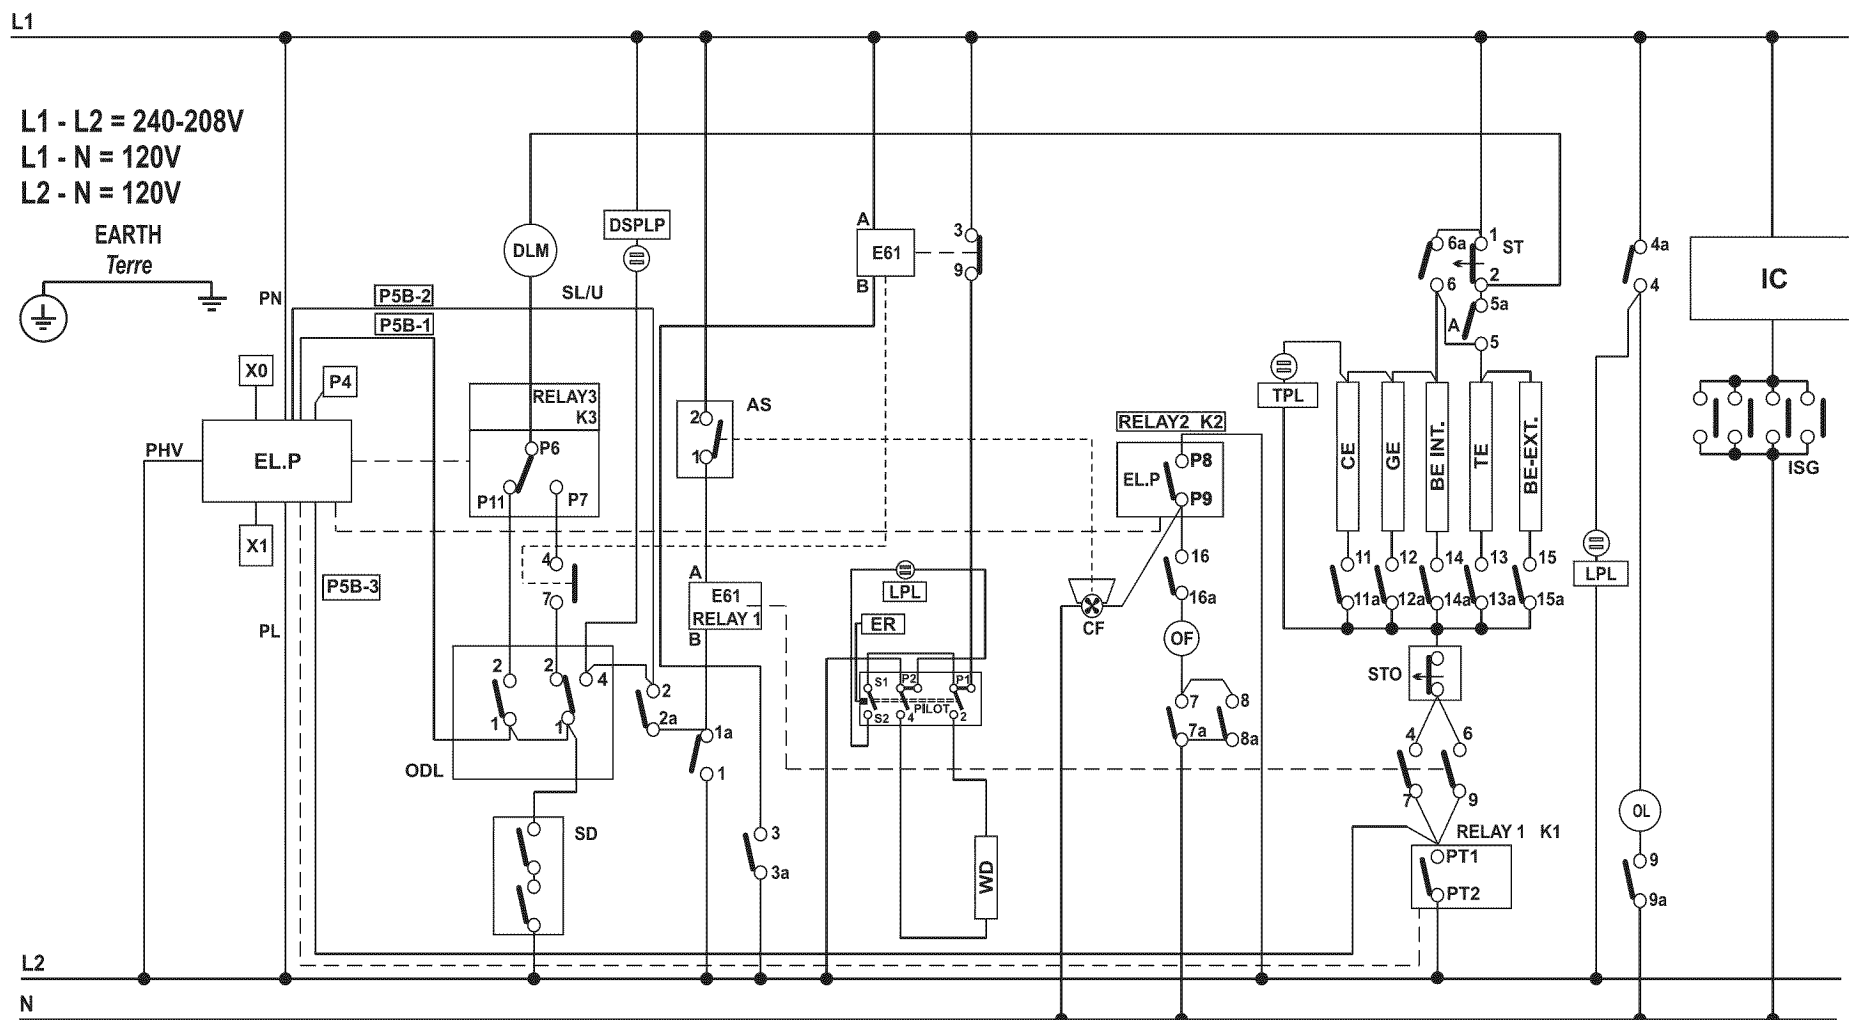 L1
L1 - L2 = 240-208V
L1 - N = 120V
L2 - N = 120V
EARTH
Terre
PN
P5B-2
SL/U
P5B-1
X0
P4
PHV
EL.P
X1
P5B-3
PL
DLM
DSPLP
RELAY3
K3
P6
P11
P7
4
7
2
2
4
1
1
ODL
2
2a
SD
AS
2
1
A
E61
RELAY 1
B
1a
1
3
3a
A
E61
B
3
9
LPL
ER
S1
P2
P1
PILOT
S2
4
2
WD
CF
RELAY2 K2
P8
EL.P
P9
16
16a
OF
7
8
7a
8a
6a
1
ST
2
6
5a
A
5
TPL
CE
GE
BE INT.
TE
BE-EXT.
11
12
14
13
15
11a
12a
14a
13a
15a
STO
4
6
7
9
RELAY 1 K1
PT1
PT2
4a
4
LPL
OL
9
9a
IC
ISG
L2
N